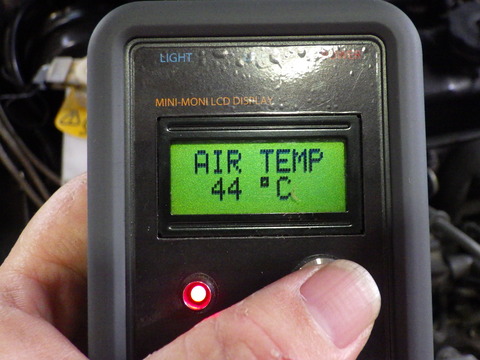 LIGHT
MINI-MONI LCD DISPLAY
AIR TEMP
44 °C